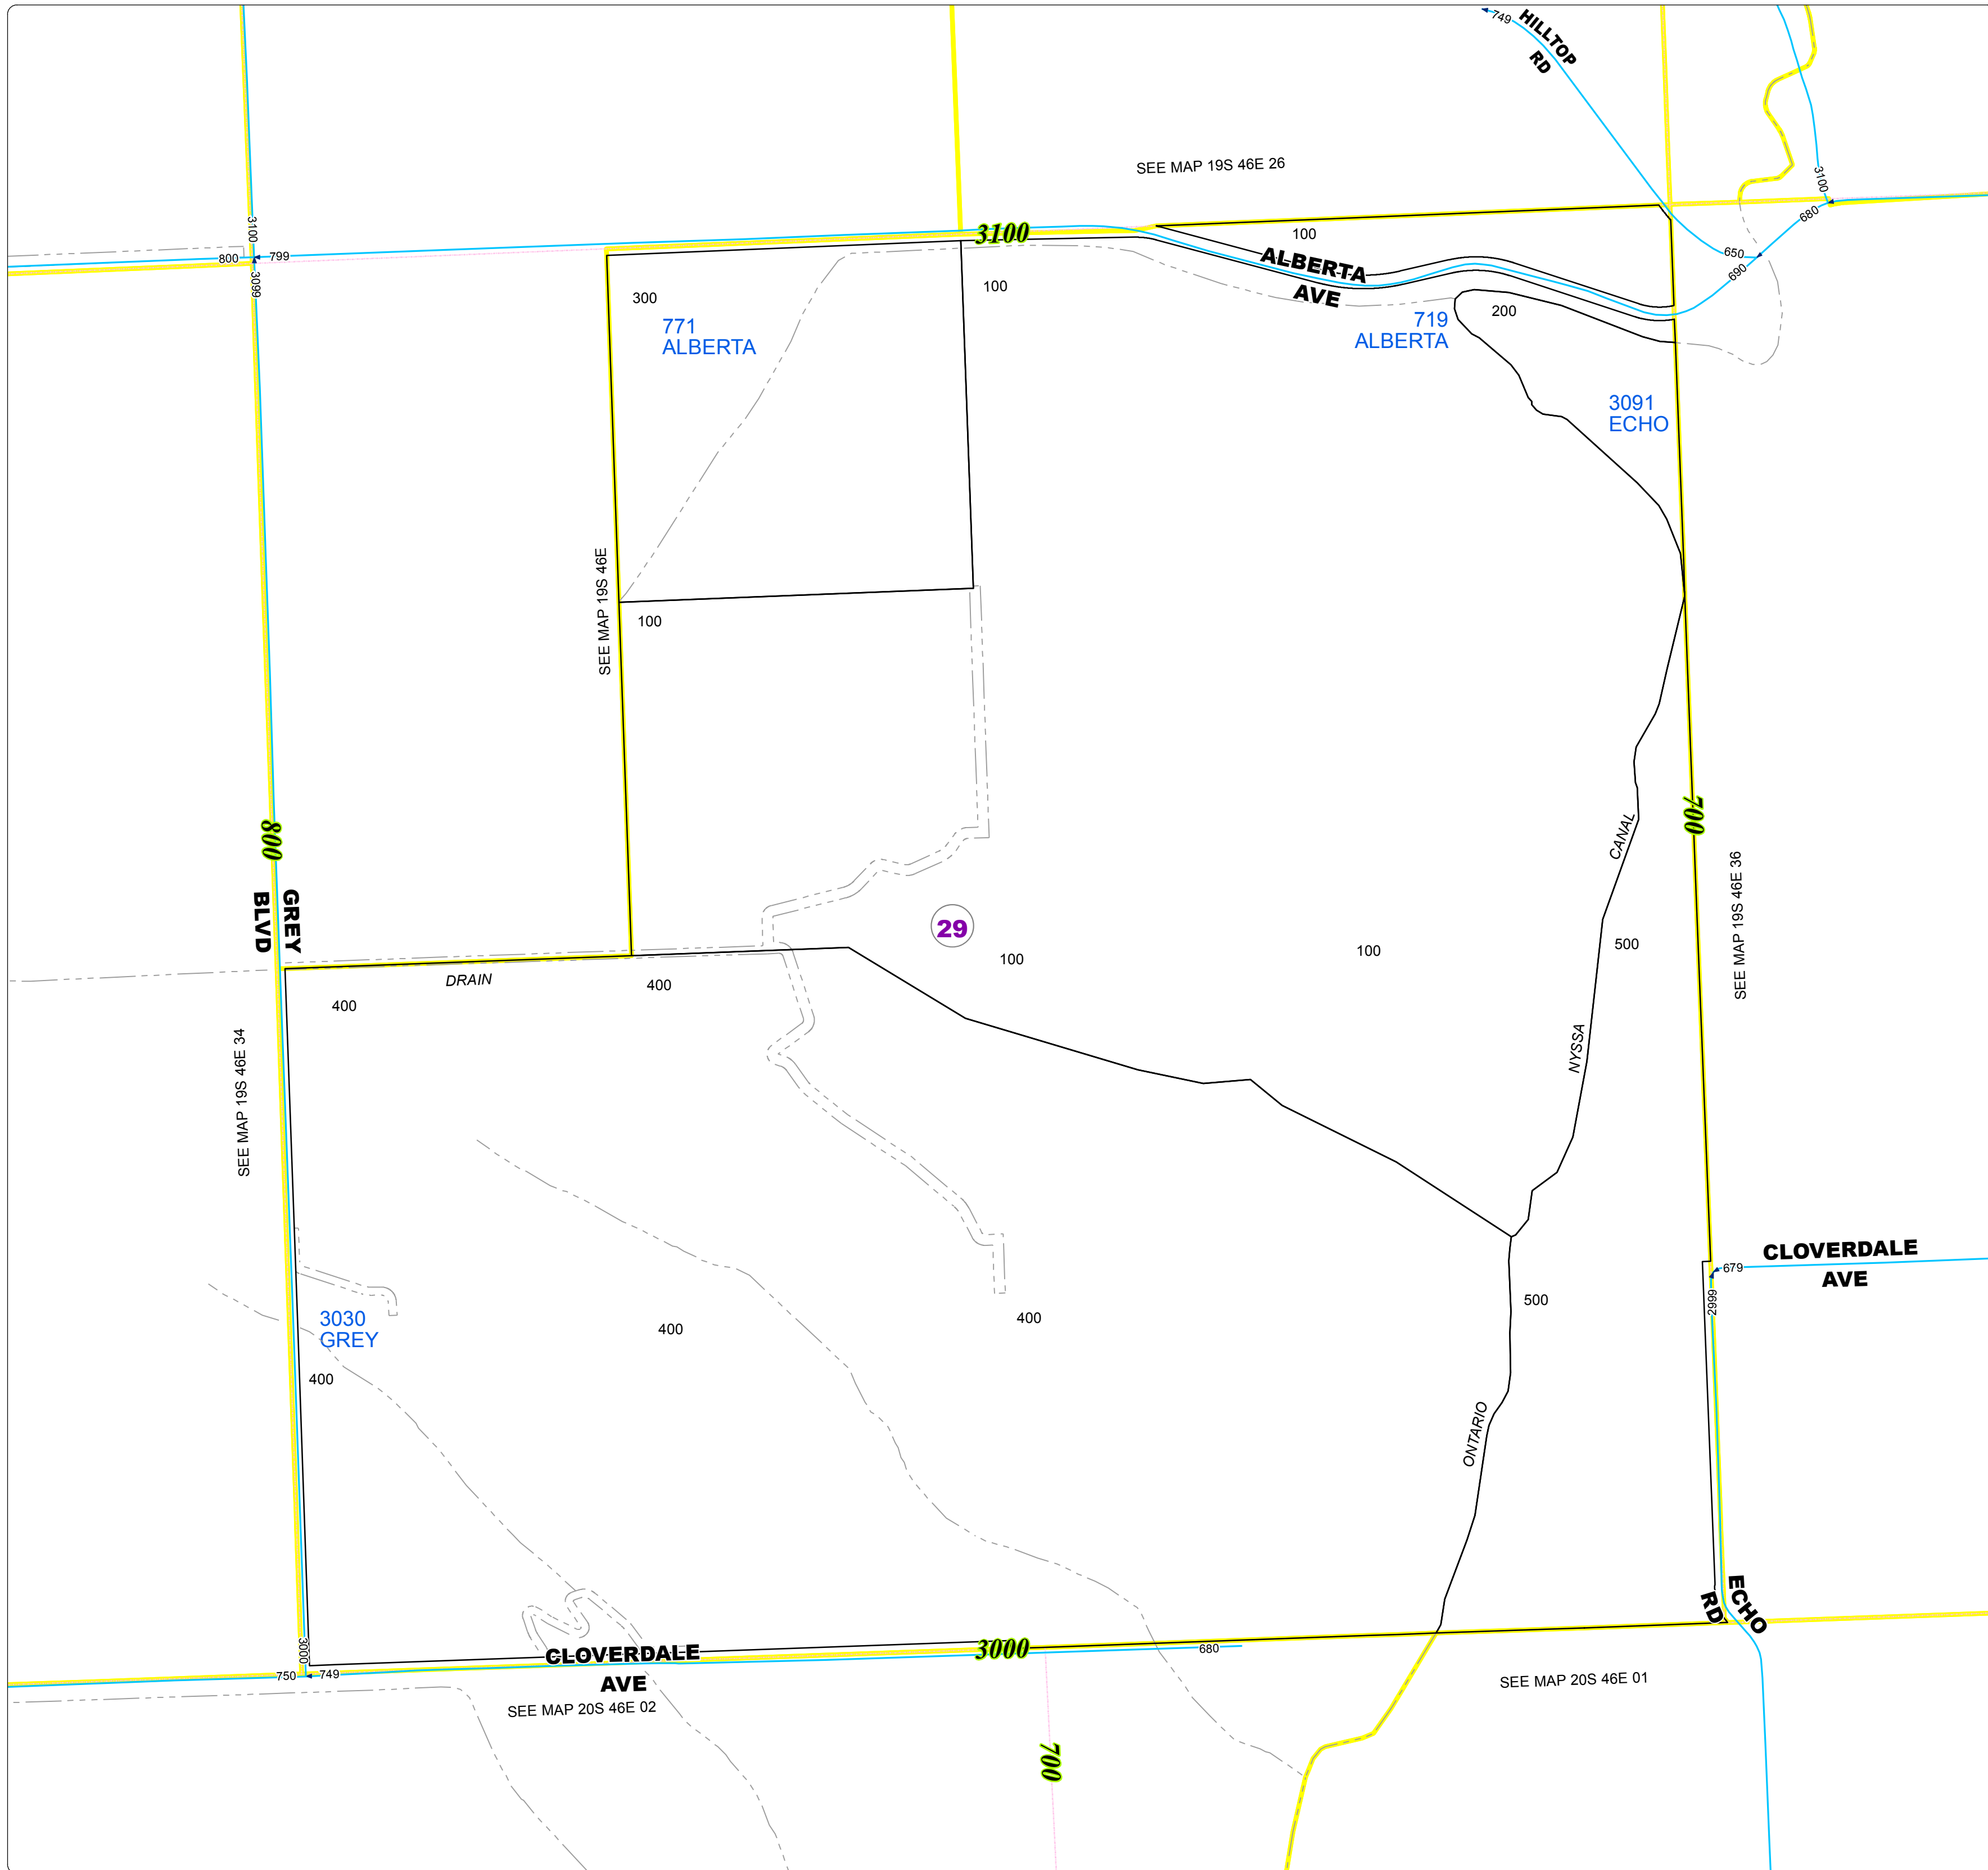 749
HILLTOP
RD
SEE MAP 19S 46E 26
3100
680
650
690
3100
800
799
3099
3100
100
ALBERTA
AVE
300
771
ALBERTA
100
719
ALBERTA
200
3091
ECHO
SEE MAP 19S 46E
100
800
GREY
BLVD
700
CANAL
SEE MAP 19S 46E 36
29
100
100
500
DRAIN
400
400
NYSSA
SEE MAP 19S 46E 34
CLOVERDALE
AVE
679
2999
500
3030
GREY
400
400
400
ONTARIO
ECHO
RD
3000
750
749
CLOVERDALE
AVE
3000
680
SEE MAP 20S 46E 02
SEE MAP 20S 46E 01
700